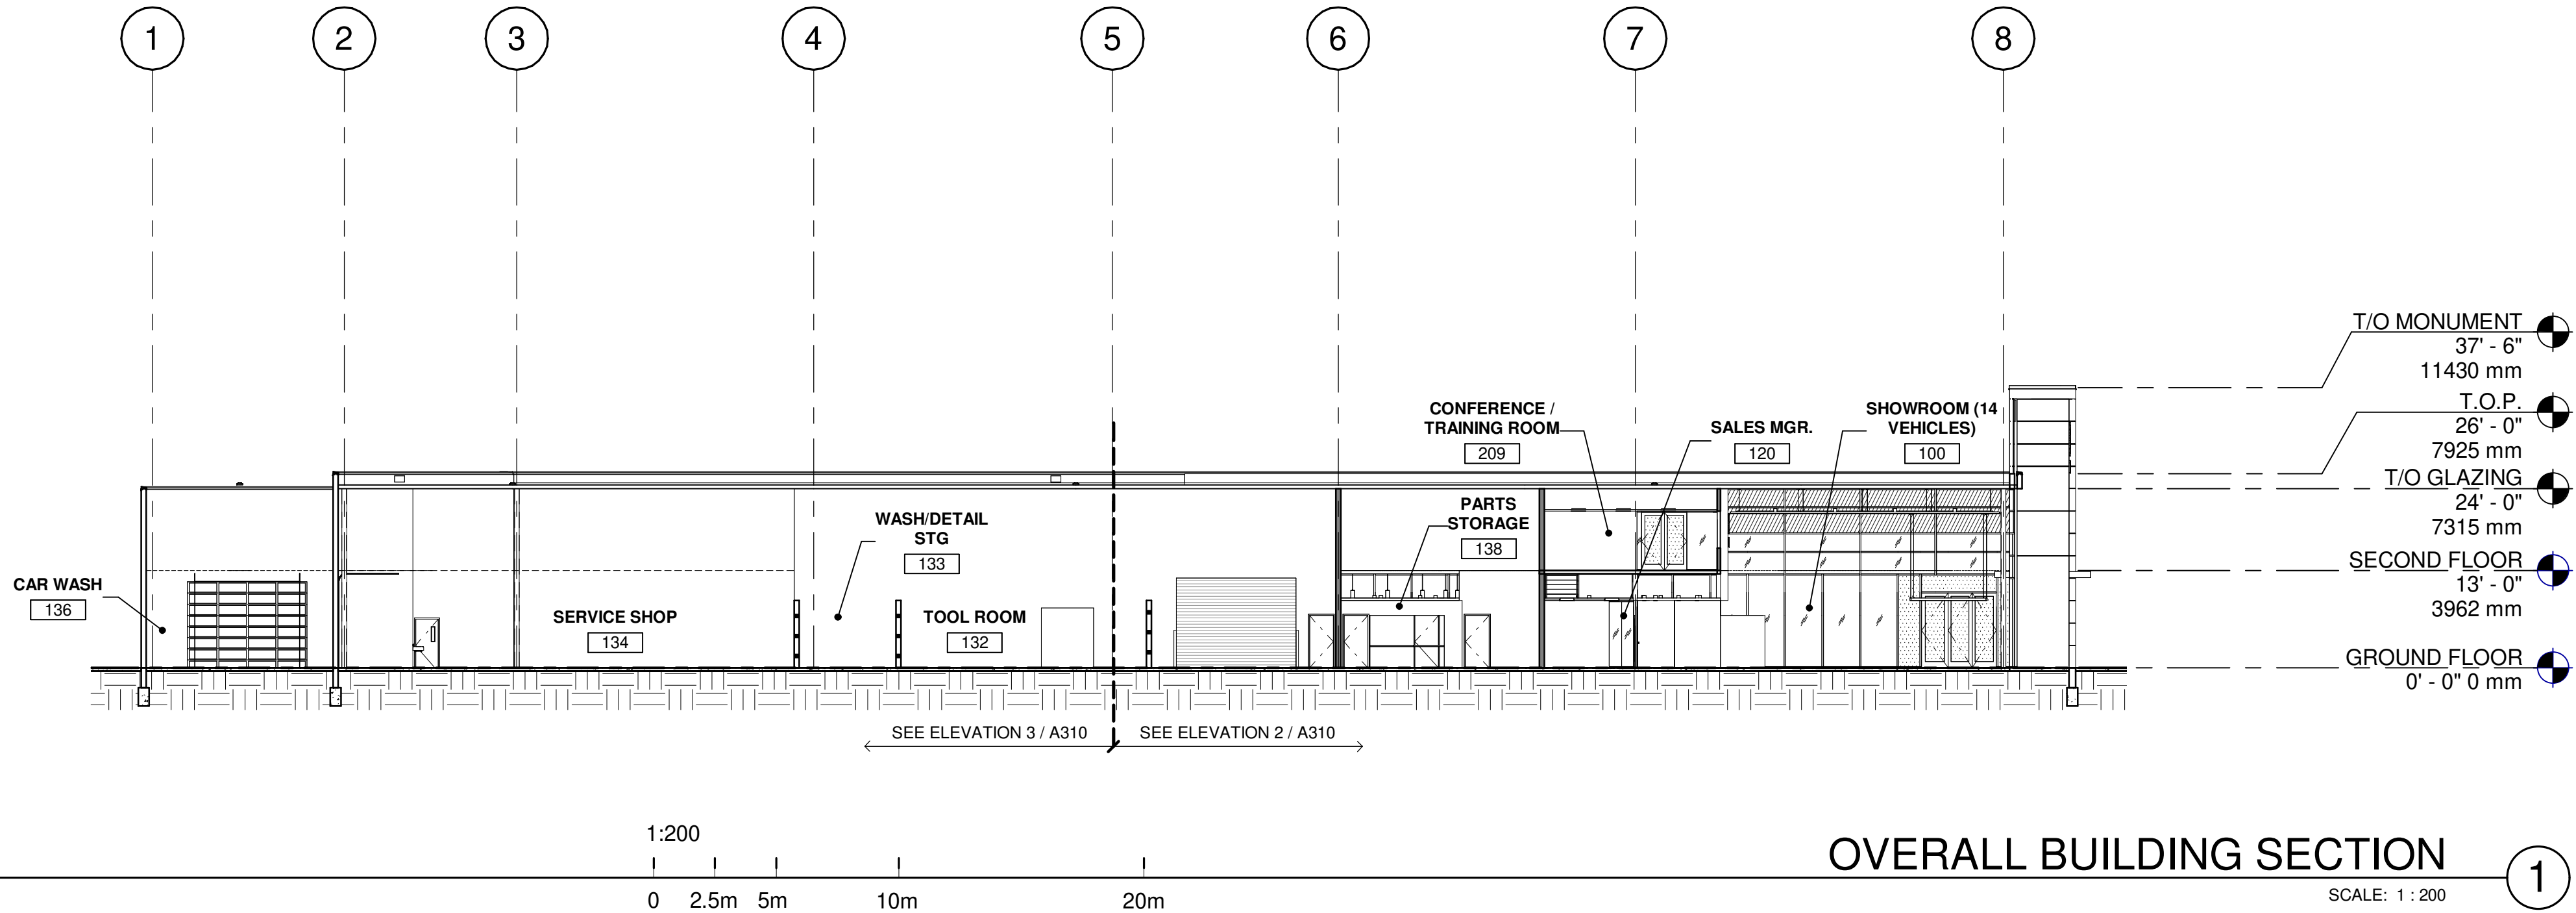 1 2 3 4 5 6 7 8
T/O MONUMENT
37' - 6"
11430 mm
T.O.P.
26' - 0"
7925 mm
T/O GLAZING
24' - 0"
7315 mm
SECOND FLOOR
13' - 0"
3962 mm
GROUND FLOOR
0' - 0" 0 mm
CONFERENCE /
TRAINING ROOM
209
SALES MGR.
120
SHOWROOM (14
VEHICLES)
100
PARTS
STORAGE
138
WASH/DETAIL
STG
133
CAR WASH
136
SERVICE SHOP
134
TOOL ROOM
132
SEE ELEVATION 3 / A310
SEE ELEVATION 2 / A310
1:200
0 2.5m 5m 10m 20m
OVERALL BUILDING SECTION
1
SCALE: 1 : 200